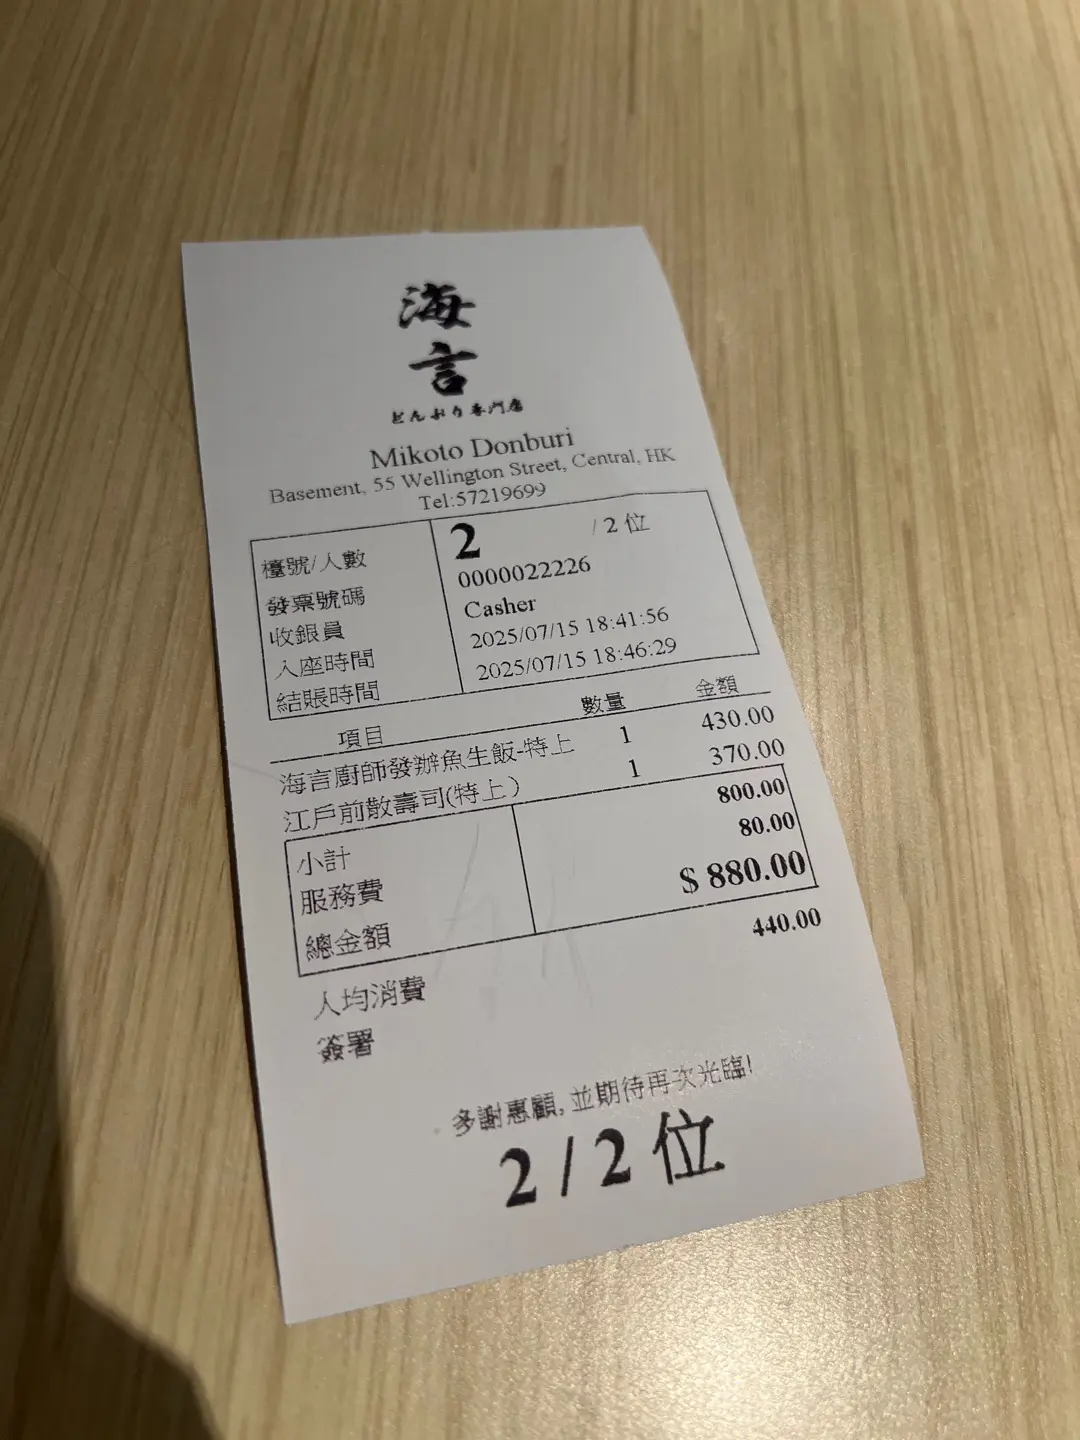 海
言
どんぶり専門店
Mikoto Donburi
Basement, 55 Wellington Street, Central, HK
Tel:57219699
檯號/人數 2 / 2 位
發票號碼 0000022226
收銀員 Casher
入座時間 2025/07/15 18:41:56
結賬時間 2025/07/15 18:46:29
項目 數量 金額
海言廚師發辦魚生飯-特上 1 430.00
江戶前散壽司(特上) 1 370.00
小計 800.00
服務費 80.00
總金額 $ 880.00
人均消費 440.00
簽署
多謝惠顧, 並期待再次光臨!
2 / 2 位